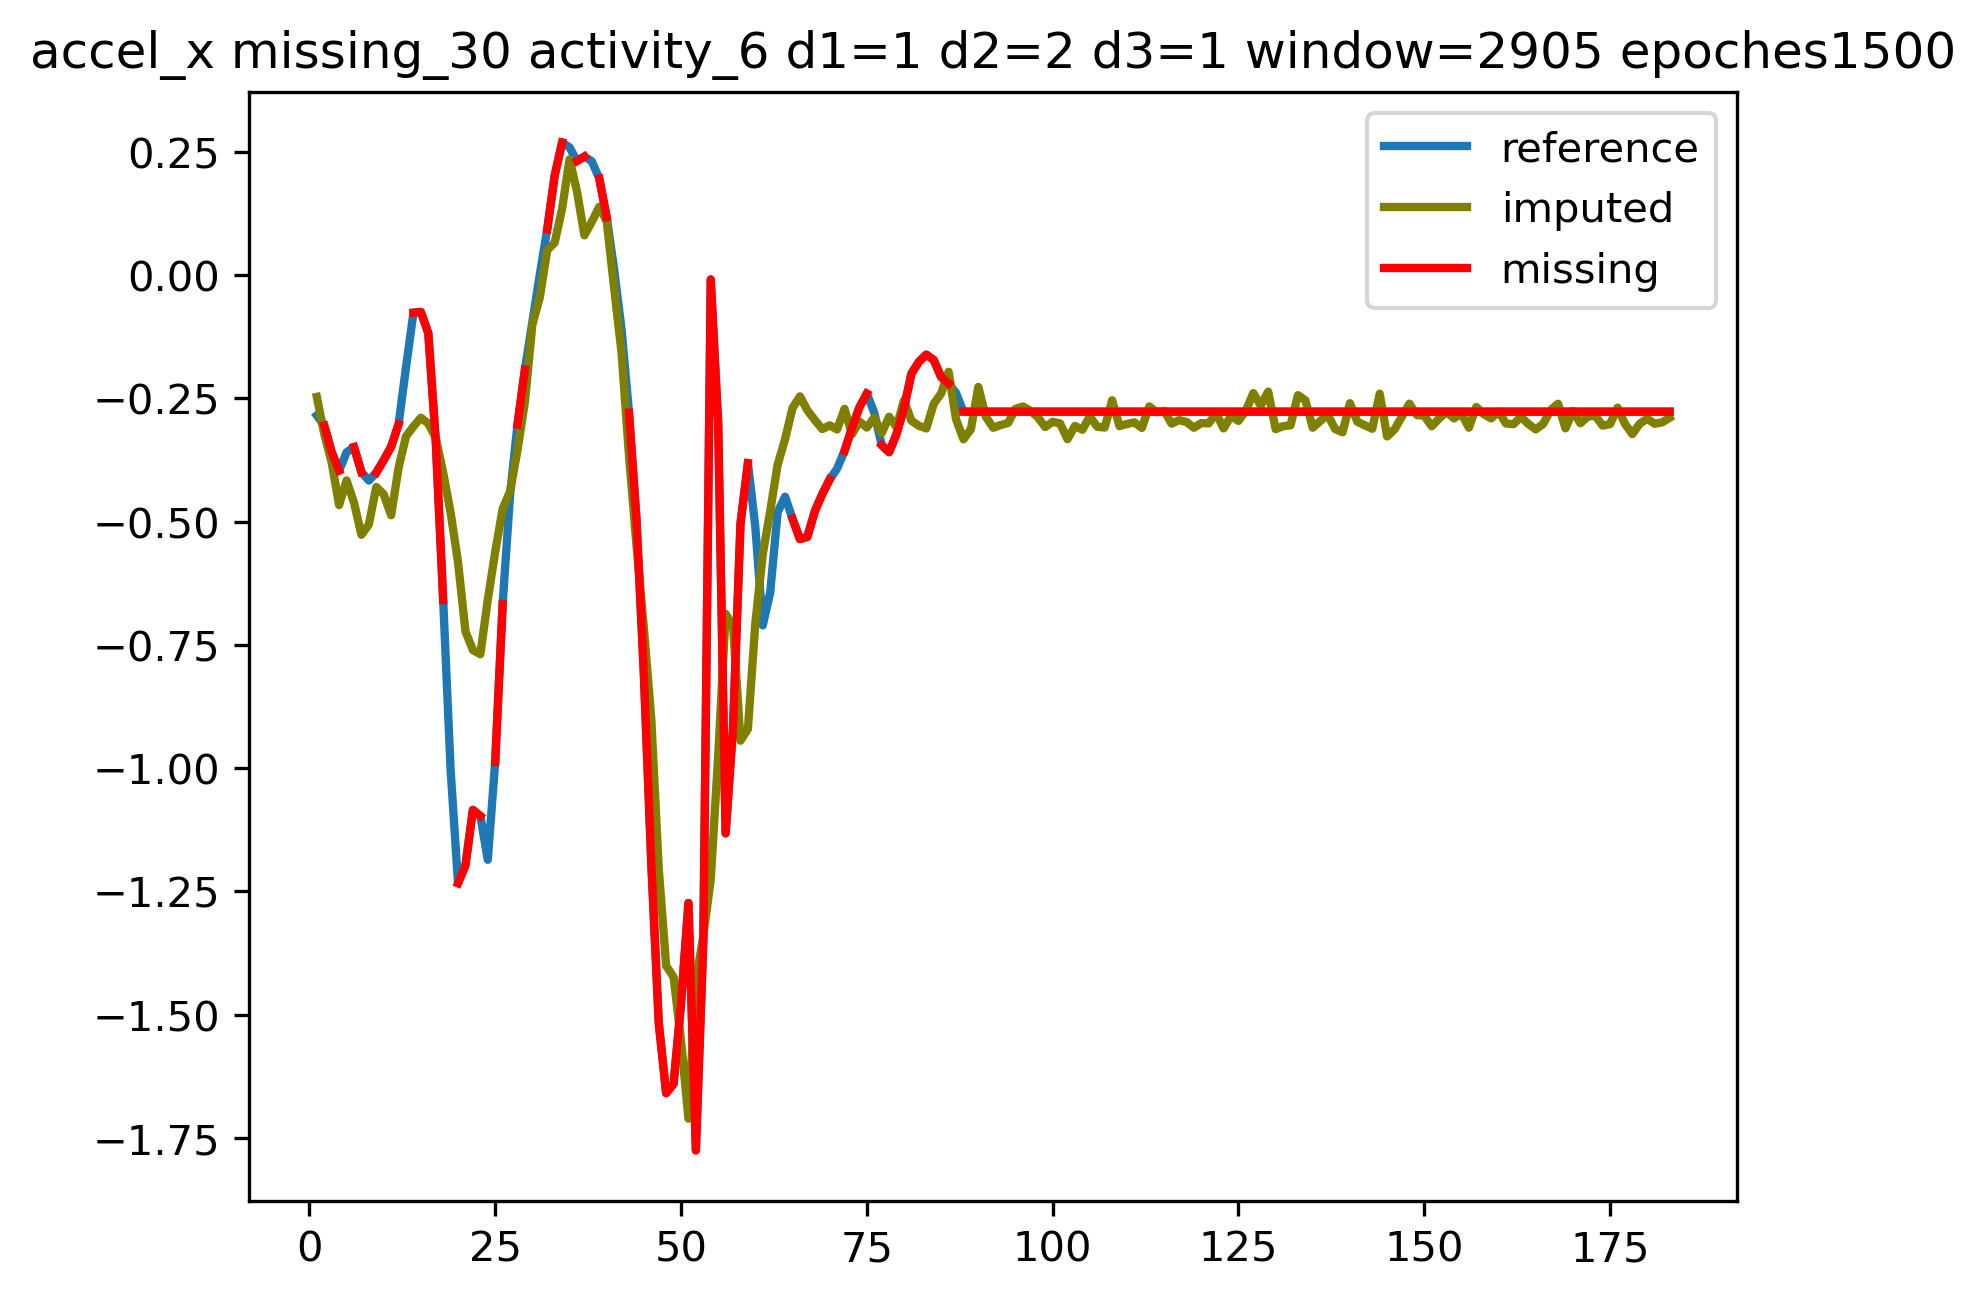 accel_x missing_30 activity_6 d1=1 d2=2 d3=1 window=2905 epoches1500
reference
imputed
missing
0.25
0.00
−0.25
−0.50
−0.75
−1.00
−1.25
−1.50
−1.75
0 25 50 75 100 125 150 175